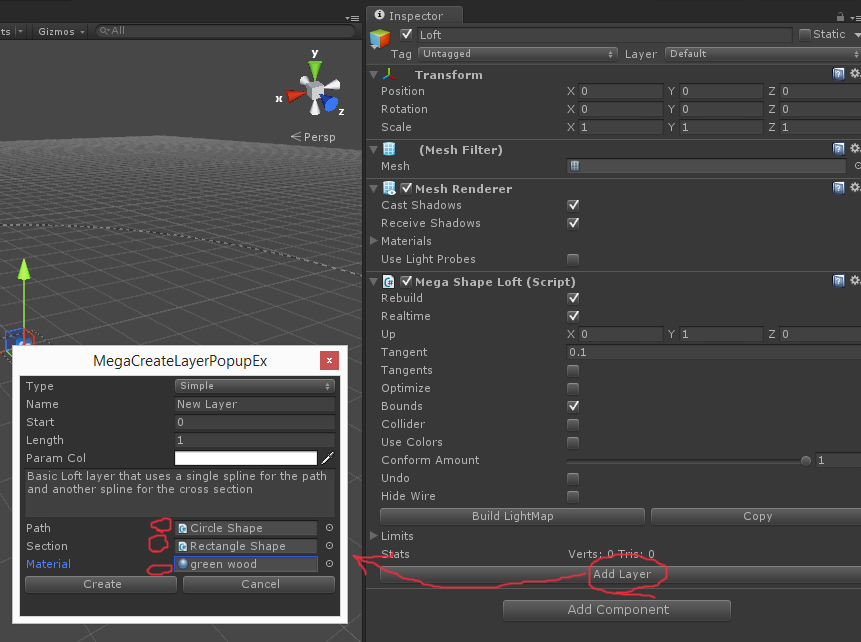 ts Gizmos All
y
x
z
Persp
Inspector
Loft Static
Tag Untagged Layer Default
Transform
Position X 0 Y 0 Z 0
Rotation X 0 Y 0 Z 0
Scale X 1 Y 1 Z 1
(Mesh Filter)
Mesh
Mesh Renderer
Cast Shadows
Receive Shadows
Materials
Use Light Probes
Mega Shape Loft (Script)
Rebuild
Realtime
Up X 0 Y 1 Z 0
Tangent 0.1
Tangents
Optimize
Bounds
Collider
Use Colors
Conform Amount 1
Undo
Hide Wire
Build LightMap Copy
Limits
Stats Verts: 0 Tris: 0
Add Layer
Add Component
MegaCreateLayerPopupEx x
Type Simple
Name New Layer
Start 0
Length 1
Param Col
Basic Loft layer that uses a single spline for the path
and another spline for the cross section
Path Circle Shape
Section Rectangle Shape
Material green wood
Create Cancel